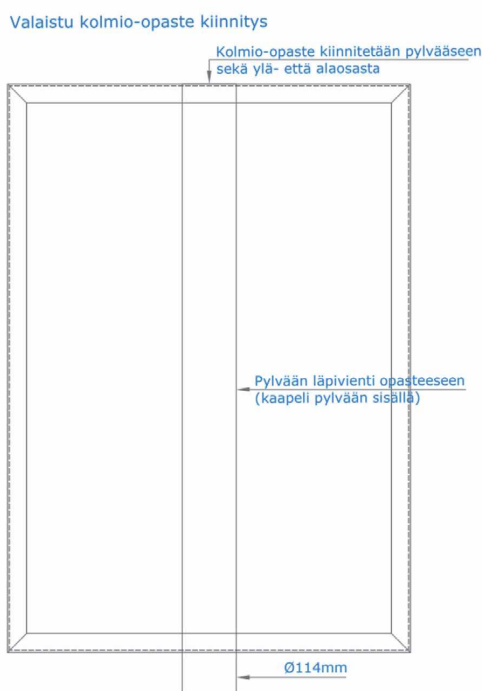 Valaistu kolmio-opaste kiinnitys
Kolmio-opaste kiinnitetään pylvääseen
sekä ylä- että alaosasta
Pylvään läpivienti opasteeseen
(kaapeli pylvään sisällä)
Ø114mm